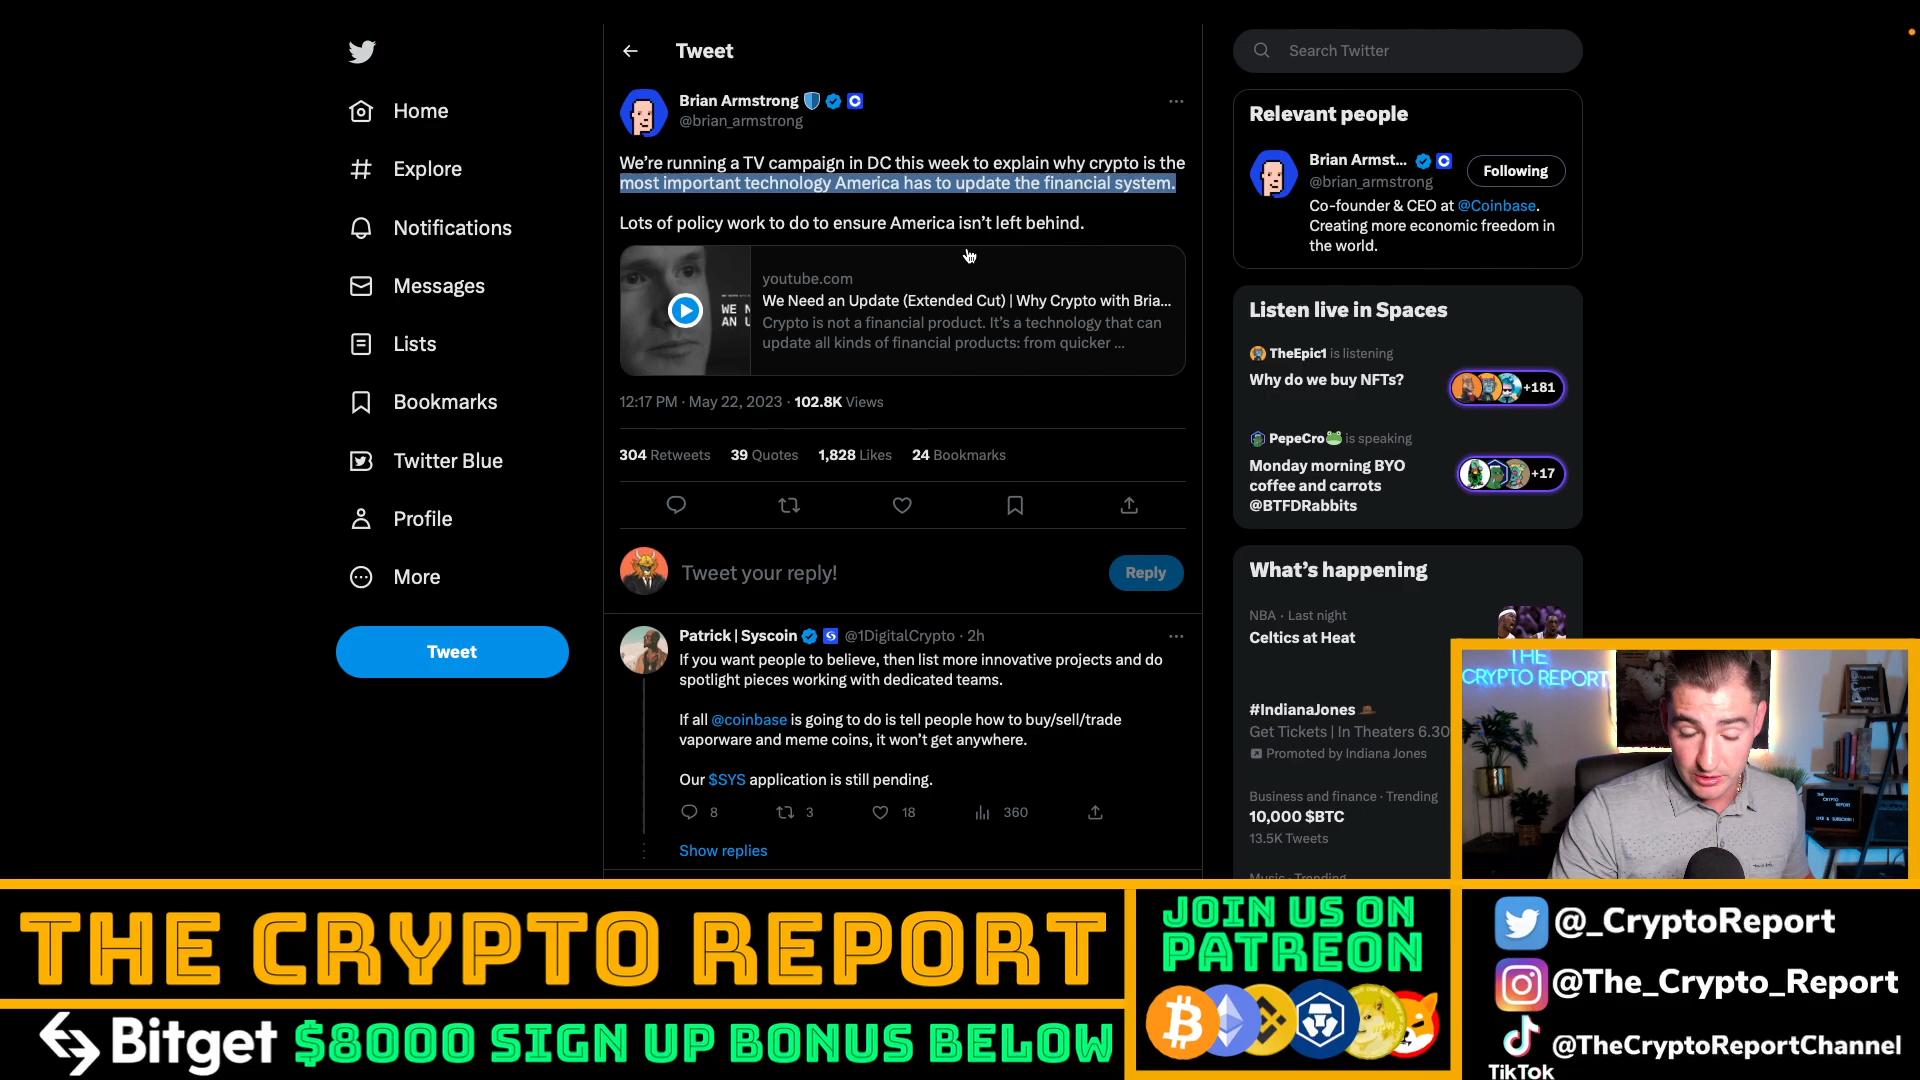 Home
Explore
Notifications
Messages
Lists
Bookmarks
Twitter Blue
Profile
More
Tweet
Tweet
Brian Armstrong
@brian_armstrong
We're running a TV campaign in DC this week to explain why crypto is the
most important technology America has to update the financial system.
Lots of policy work to do to ensure America isn't left behind.
WE N
AN U
youtube.com
We Need an Update (Extended Cut) | Why Crypto with Bria...
Crypto is not a financial product. It's a technology that can
update all kinds of financial products: from quicker ...
12:17 PM · May 22, 2023 · 102.8K Views
304 Retweets 39 Quotes 1,828 Likes 24 Bookmarks
Tweet your reply!
Reply
Patrick | Syscoin @1DigitalCrypto · 2h
If you want people to believe, then list more innovative projects and do
spotlight pieces working with dedicated teams.
If all @coinbase is going to do is tell people how to buy/sell/trade
vaporware and meme coins, it won't get anywhere.
Our $SYS application is still pending.
8 3 18 360
Show replies
Search Twitter
Relevant people
Brian Armst...
@brian_armstrong
Following
Co-founder & CEO at @Coinbase.
Creating more economic freedom in
the world.
Listen live in Spaces
TheEpic1 is listening
Why do we buy NFTs?
+181
PepeCro is speaking
Monday morning BYO
coffee and carrots
@BTFDRabbits
+17
What's happening
NBA · Last night
Celtics at Heat
#IndianaJones
Get Tickets | In Theaters 6.30
Promoted by Indiana Jones
Business and finance · Trending
10,000 $BTC
13.5K Tweets
Music · Trending
THE
CRYPTO REPORT
THE CRYPTO REPORT
Bitget $8000 SIGN UP BONUS BELOW
JOIN US ON
PATREON
@_CryptoReport
@The_Crypto_Report
@TheCryptoReportChannel
TikTok